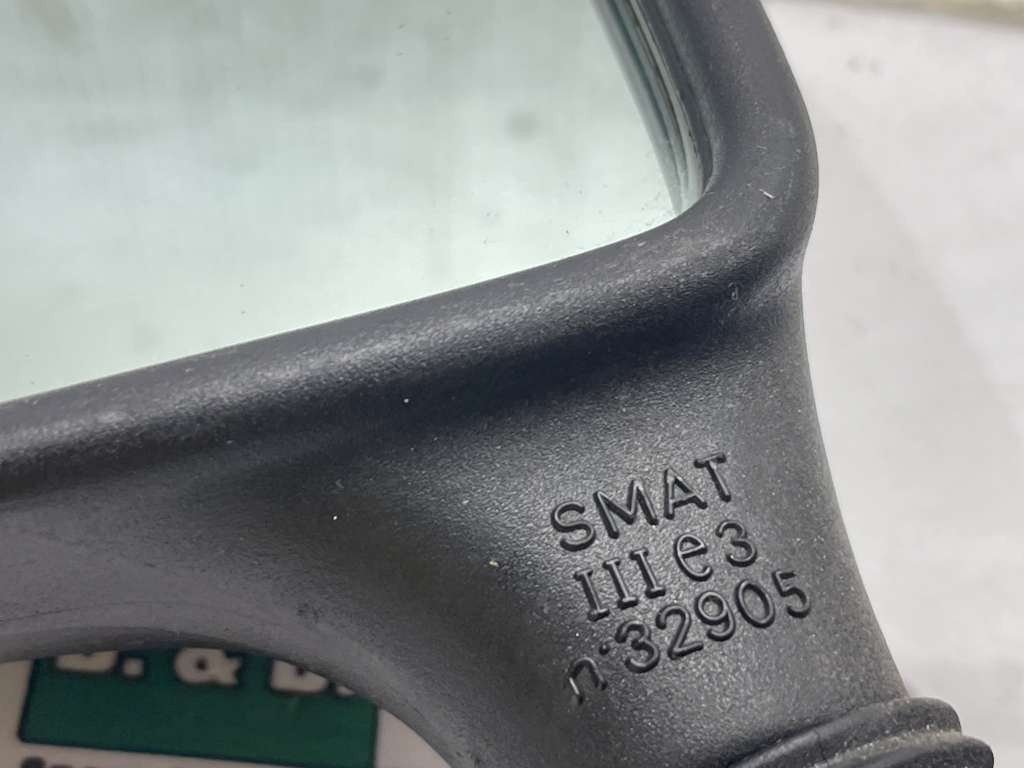 SMAT
III e3
n°32905
. &